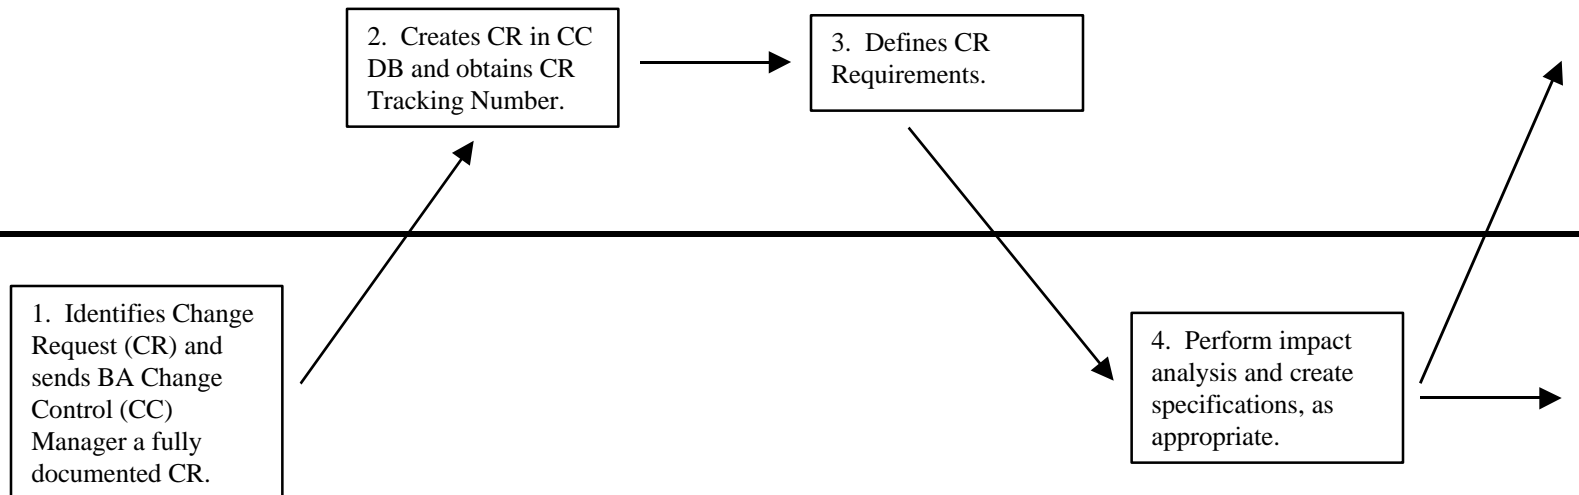 2.  Creates CR in CC
DB and obtains CR
Tracking Number.
3.  Defines CR
Requirements.
1.  Identifies Change
Request (CR) and
sends BA Change
Control (CC)
Manager a fully
documented CR.
4.  Perform impact
analysis and create
specifications, as
appropriate.